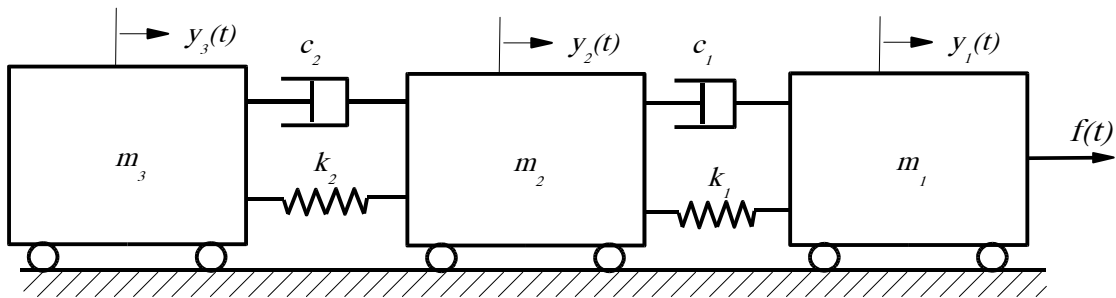 y₃(t) c₂ y₂(t) c₁ y₁(t)
f(t)
m₃ k₂ m₂ k₁ m₁